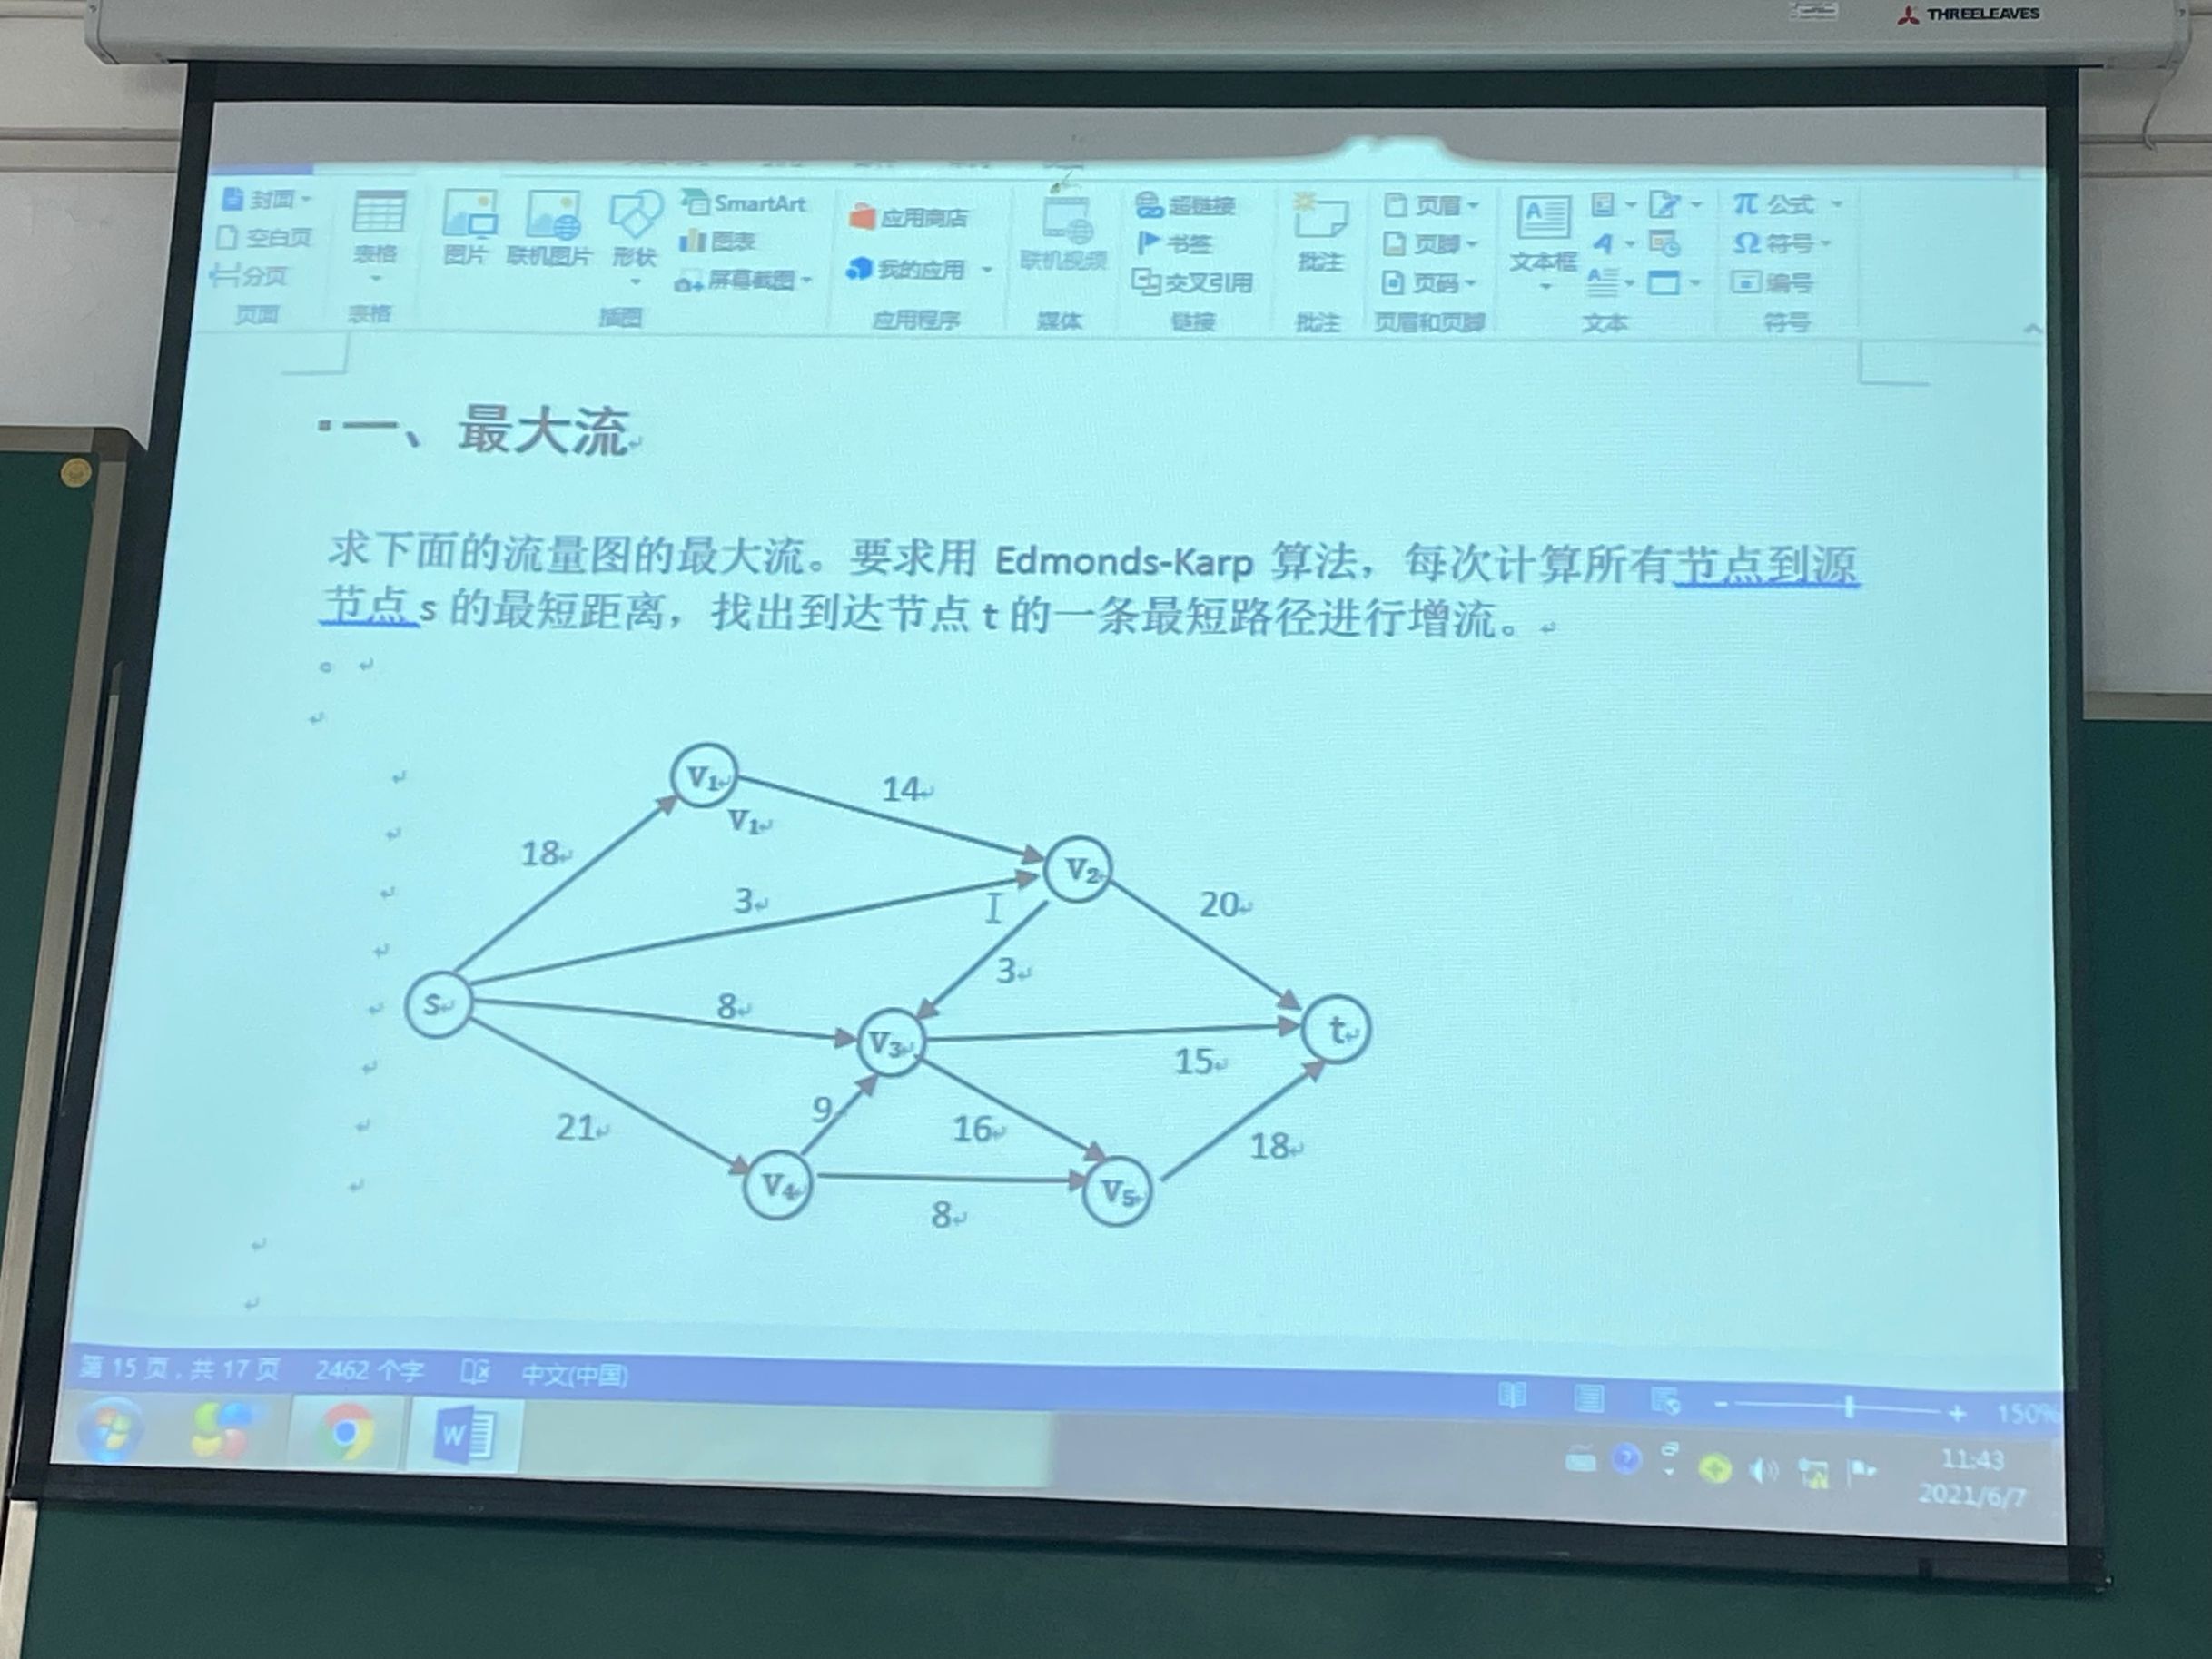 THREELEAVES
封面
空白页
分页
页面
表格
表格
图片
联机图片
形状
SmartArt
图表
屏幕截图
插图
应用商店
我的应用
应用程序
联机视频
媒体
超链接
书签
交叉引用
链接
批注
批注
页眉
页脚
页码
页眉和页脚
文本框
文本
π 公式
Ω 符号
编号
符号
一、最大流
求下面的流量图的最大流。要求用 Edmonds-Karp 算法，每次计算所有节点到源
节点 s 的最短距离，找出到达节点 t 的一条最短路径进行增流。
。
V1
14
V1
18
V2
3
20
3
S
8
V3
t
15
9
16
21
18
V4
V5
8
第 15 页，共 17 页 2462 个字 中文(中国)
150%
11:43
2021/6/7